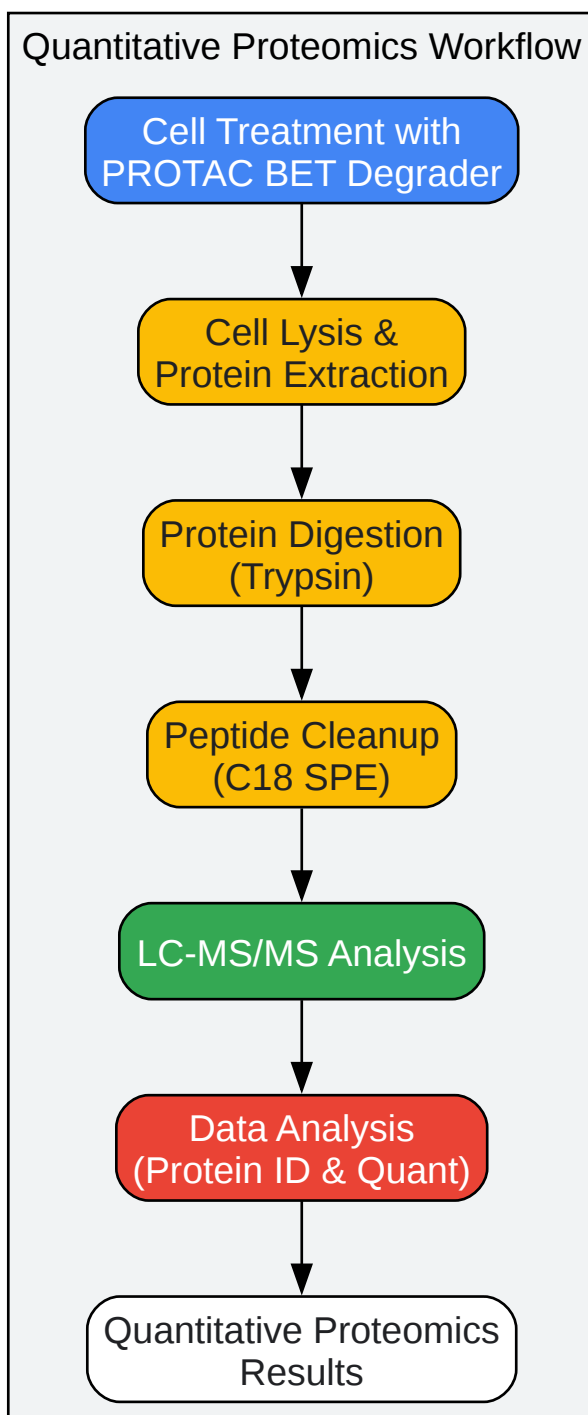 Quantitative Proteomics Workflow
Cell Treatment with
PROTAC BET Degrader
Cell Lysis &
Protein Extraction
Protein Digestion
(Trypsin)
Peptide Cleanup
(C18 SPE)
LC-MS/MS Analysis
Data Analysis
(Protein ID & Quant)
Quantitative Proteomics
Results